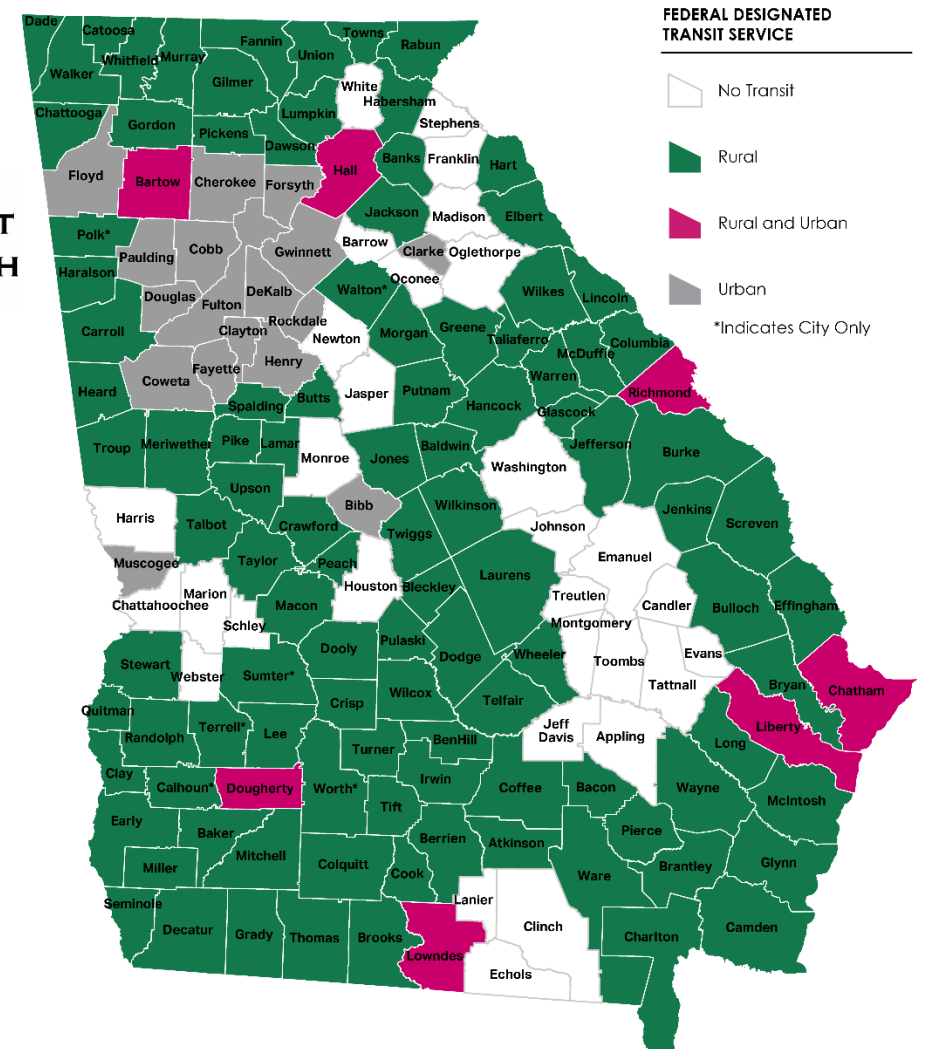 FEDERAL DESIGNATED
TRANSIT SERVICE
No Transit
Rural
Rural and Urban
Urban
*Indicates City Only
T
H
Dade
Catoosa
Whitfield
Murray
Fannin
Union
Towns
Rabun
Walker
Gilmer
White
Habersham
Lumpkin
Stephens
Chattooga
Gordon
Pickens
Dawson
Banks
Franklin
Hart
Floyd
Bartow
Cherokee
Forsyth
Hall
Jackson
Madison
Elbert
Polk*
Paulding
Cobb
Gwinnett
Barrow
Clarke
Oglethorpe
Oconee
Haralson
Douglas
Fulton
DeKalb
Walton*
Wilkes
Lincoln
Carroll
Clayton
Rockdale
Newton
Morgan
Greene
Taliaferro
McDuffie
Columbia
Heard
Coweta
Fayette
Henry
Jasper
Putnam
Hancock
Warren
Richmond
Spalding
Butts
Glascock
Troup
Meriwether
Pike
Lamar
Monroe
Jones
Baldwin
Washington
Jefferson
Burke
Upson
Bibb
Wilkinson
Harris
Talbot
Crawford
Twiggs
Johnson
Jenkins
Screven
Muscogee
Taylor
Peach
Emanuel
Chattahoochee
Marion
Macon
Houston
Bleckley
Laurens
Treutlen
Candler
Bulloch
Effingham
Schley
Montgomery
Stewart
Webster
Sumter*
Dooly
Pulaski
Dodge
Wheeler
Toombs
Evans
Tattnall
Bryan
Chatham
Quitman
Randolph
Terrell*
Lee
Crisp
Wilcox
Telfair
Jeff
Davis
Appling
Long
Liberty
Clay
Calhoun*
Dougherty
Worth*
Turner
BenHill
Irwin
Coffee
Bacon
Wayne
McIntosh
Early
Baker
Mitchell
Tift
Berrien
Atkinson
Pierce
Miller
Colquitt
Cook
Ware
Brantley
Glynn
Seminole
Decatur
Grady
Thomas
Brooks
Lowndes
Lanier
Clinch
Echols
Charlton
Camden